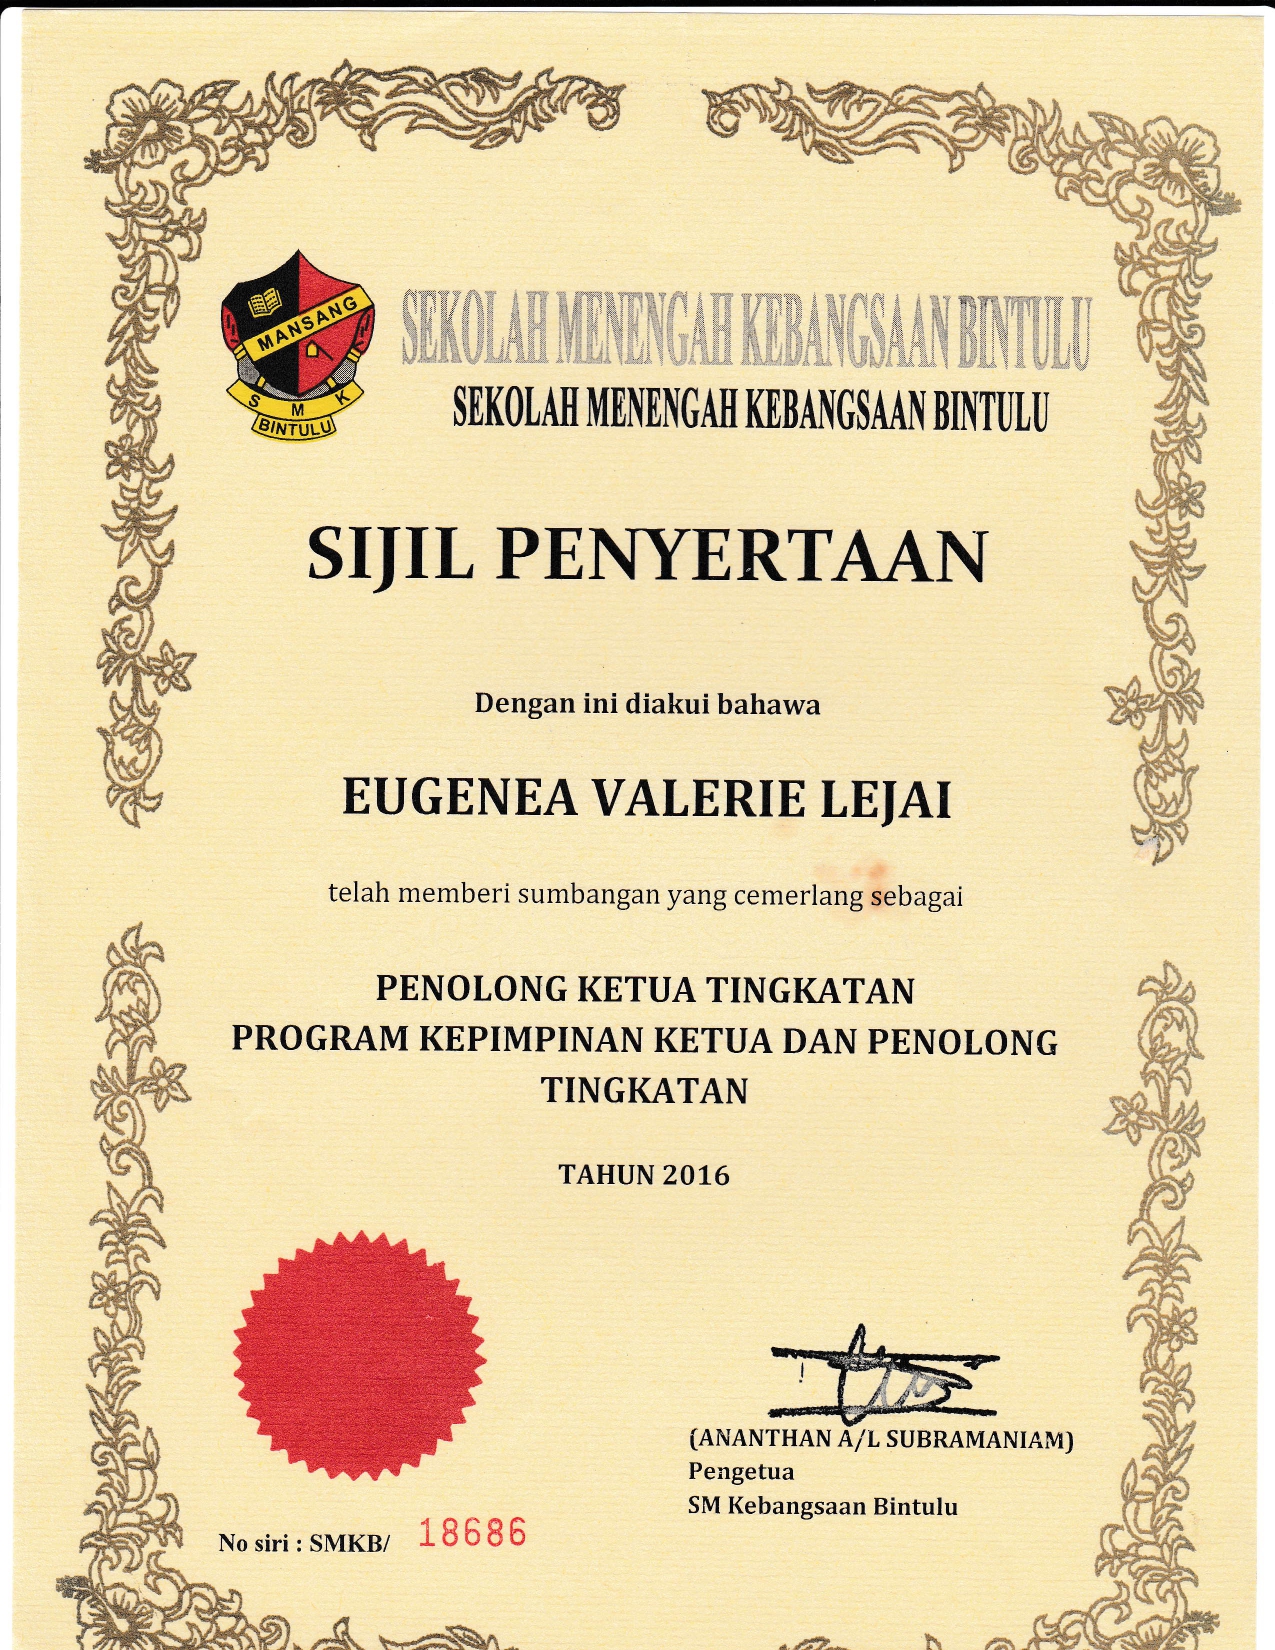 MANSANG
S M K
BINTULU
SEKOLAH MENENGAH KEBANGSAAN BINTULU
SEKOLAH MENENGAH KEBANGSAAN BINTULU
SIJIL PENYERTAAN
Dengan ini diakui bahawa
EUGENEA VALERIE LEJAI
telah memberi sumbangan yang cemerlang sebagai
PENOLONG KETUA TINGKATAN
PROGRAM KEPIMPINAN KETUA DAN PENOLONG
TINGKATAN
TAHUN 2016
(ANANTHAN A/L SUBRAMANIAM)
Pengetua
SM Kebangsaan Bintulu
No siri : SMKB/ 18686